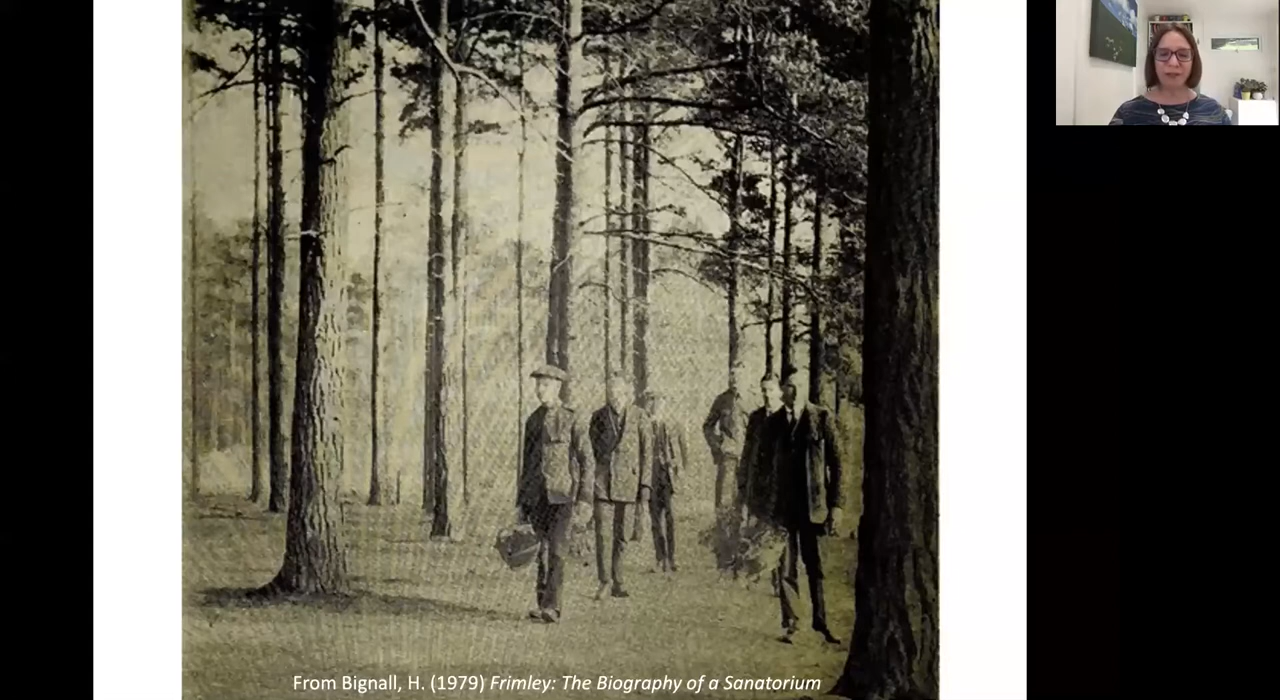 From Bignall, H. (1979) Frimley: The Biography of a Sanatorium